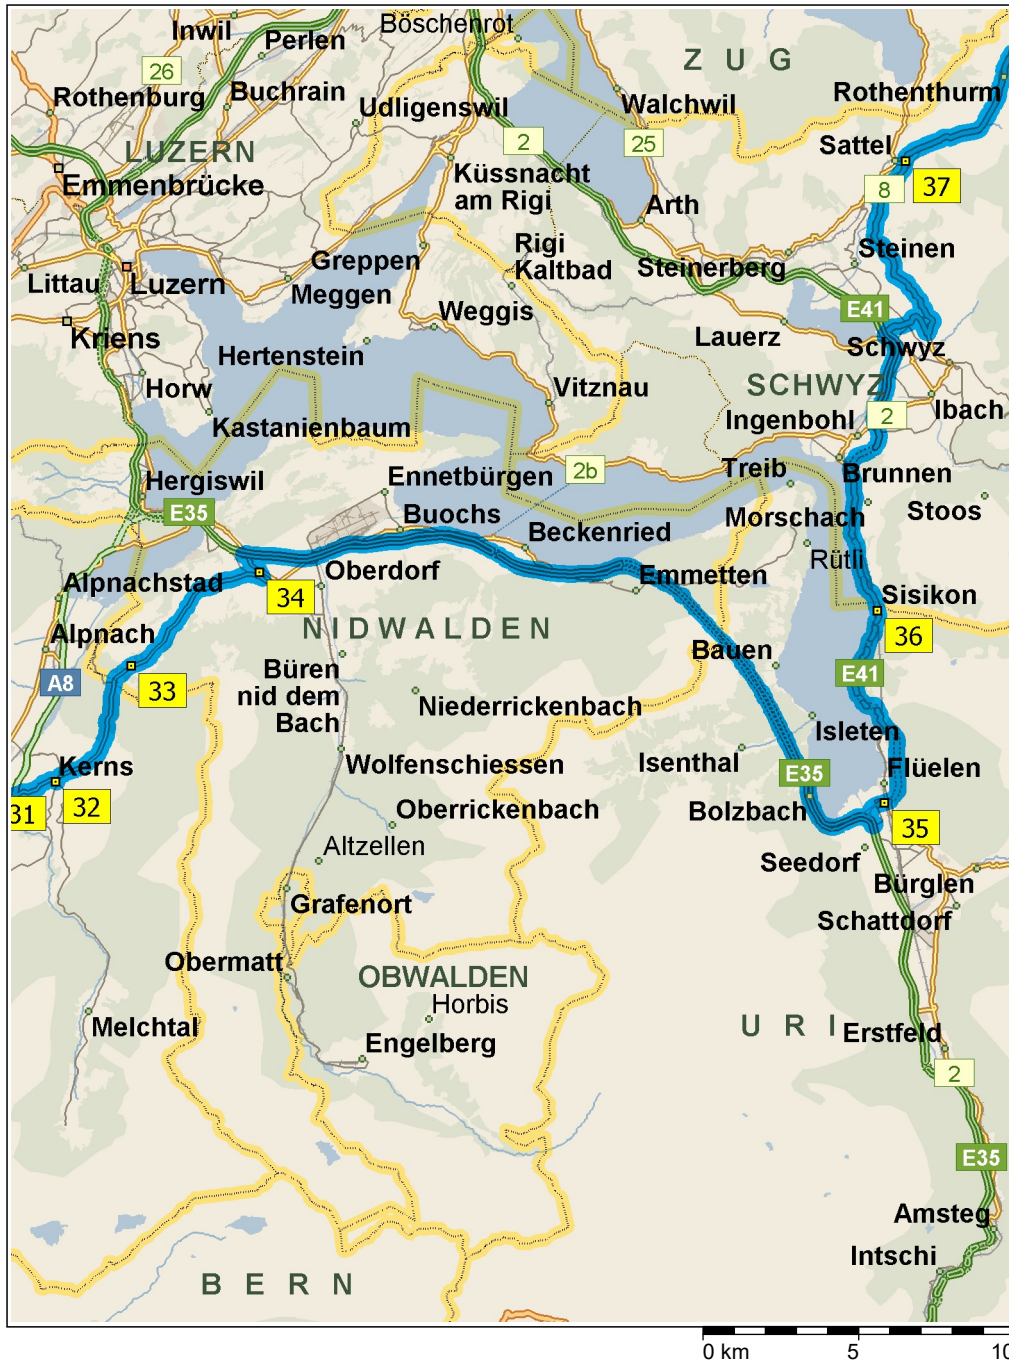 Inwil
Böschenrot
Perlen
Z U G
26
Rothenburg
Buchrain
Udligenswil
Walchwil
Rothenthurm
2
25
Sattel
LUZERN
Emmenbrücke
Küssnacht
am Rigi
8
37
Arth
Rigi
Kaltbad
Steinen
Littau
Luzern
Greppen
Meggen
Steinerberg
Weggis
E41
Kriens
Lauerz
Schwyz
Hertenstein
Horw
Vitznau
SCHWYZ
Kastanienbaum
Ingenbohl
2
Ibach
Hergiswil
Ennetbürgen
2b
Treib
Brunnen
E35
Buochs
Beckenried
Morschach
Stoos
Rütli
Alpnachstad
Oberdorf
Emmetten
34
Sisikon
36
NIDWALDEN
Alpnach
Bauen
A8
33
Büren
nid dem
Bach
E41
Niederrickenbach
Isleten
Kerns
Wolfenschiessen
Isenthal
E35
Flüelen
31
32
Oberrickenbach
Bolzbach
35
Altzellen
Seedorf
Bürglen
Grafenort
Schattdorf
Obermatt
OBWALDEN
Horbis
Melchtal
Engelberg
U R I
Erstfeld
2
E35
Amsteg
Intschi
B E R N
0 km
5
10